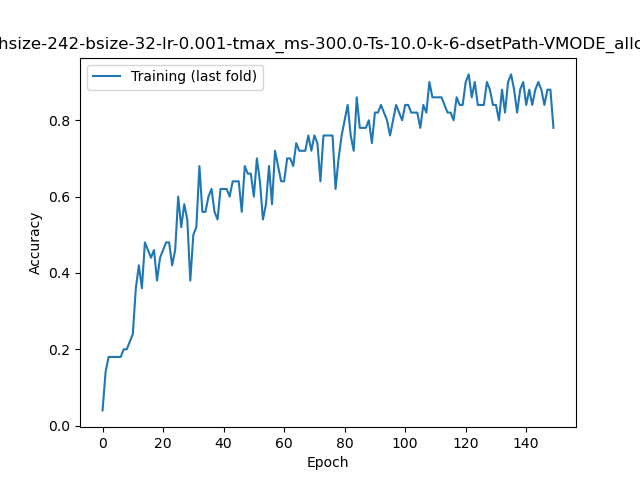 hsize-242-bsize-32-lr-0.001-tmax_ms-300.0-Ts-10.0-k-6-dsetPath-VMODE_allo
Training (last fold)
0.8
0.6
0.4
0.2
0.0
Accuracy
0 20 40 60 80 100 120 140
Epoch